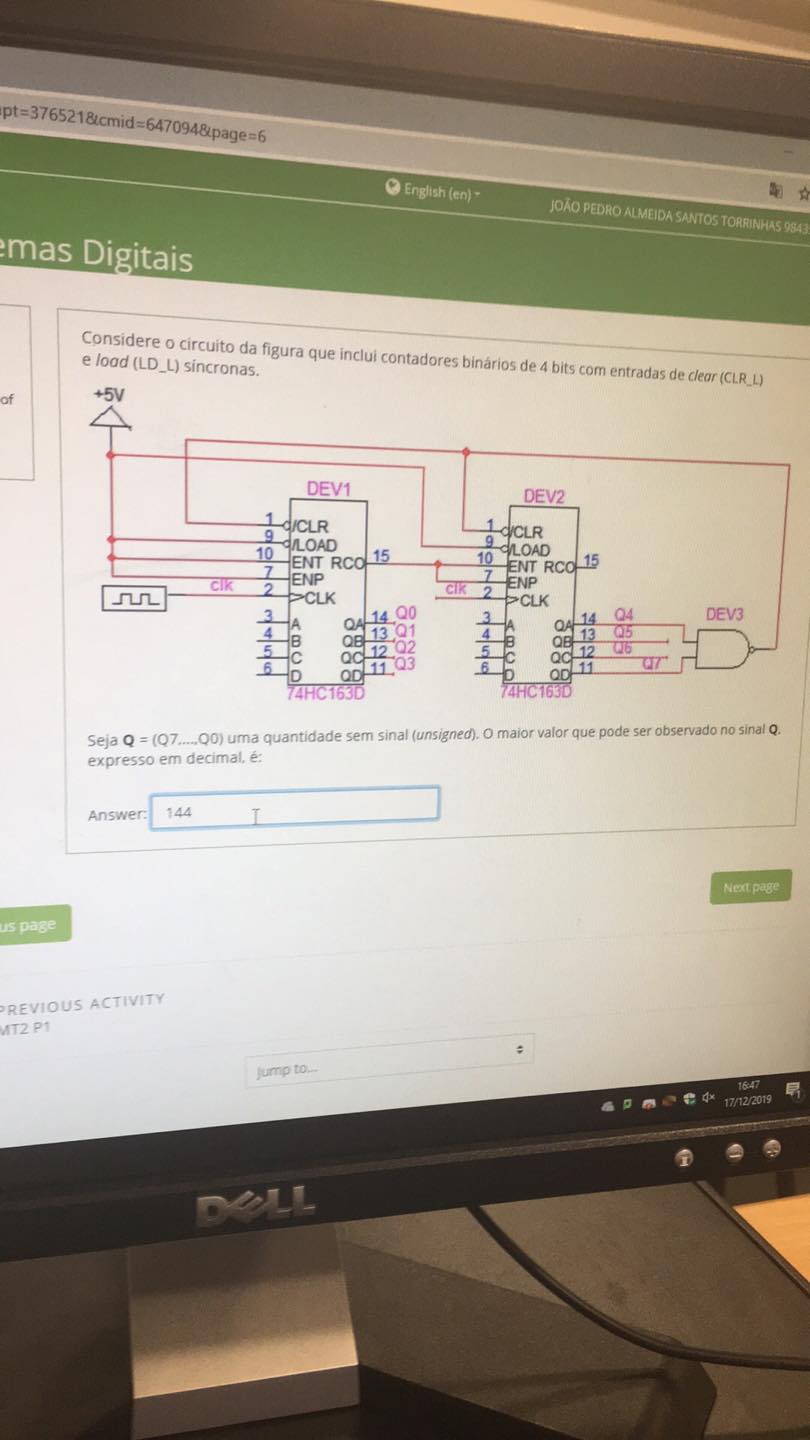 pt=376521&cmid=647094&page=6
English (en)
JOÃO PEDRO ALMEIDA SANTOS TORRINHAS 9843
emas Digitais
of
Considere o circuito da figura que inclui contadores binários de 4 bits com entradas de clear (CLR_L)
e load (LD_L) síncronas.
+5V
DEV1
1 /CLR
9 /LOAD
10 ENT RCO 15
7 ENP
clk 2 CLK
3 A QA 14 Q0
4 B QB 13 Q1
5 C QC 12 Q2
6 D QD 11 Q3
74HC163D
DEV2
1 /CLR
9 /LOAD
10 ENT RCO 15
7 ENP
clk 2 CLK
3 A QA 14 Q4
4 B QB 13 Q5
5 C QC 12 Q6
6 D QD 11 Q7
74HC163D
DEV3
Seja Q = (Q7,...,Q0) uma quantidade sem sinal (unsigned). O maior valor que pode ser observado no sinal Q,
expresso em decimal, é:
Answer: 144
Next page
us page
PREVIOUS ACTIVITY
MT2 P1
Jump to...
16:47
17/12/2019
1
DELL